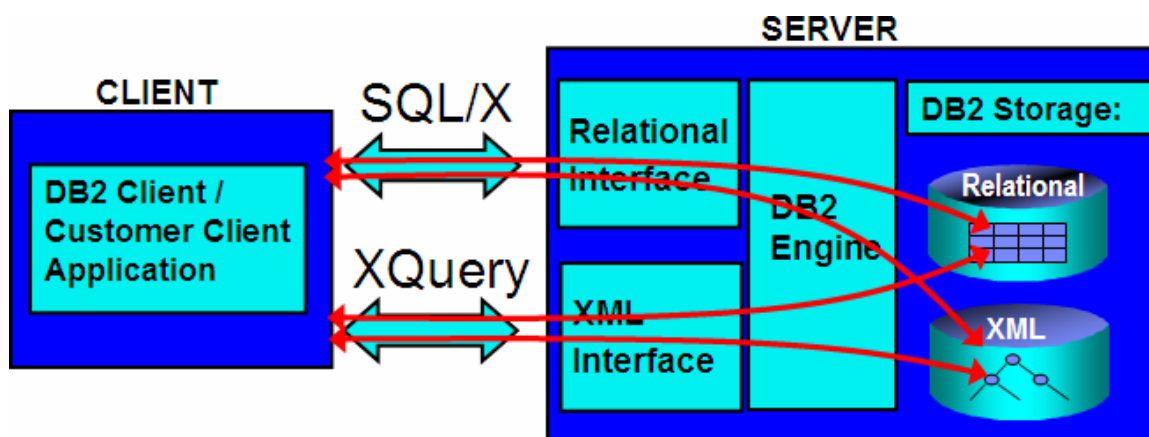 SERVER
CLIENT
SQL/X
DB2 Client /
Customer Client
Application
XQuery
Relational
Interface
XML
Interface
DB2
Engine
DB2 Storage:
Relational
XML